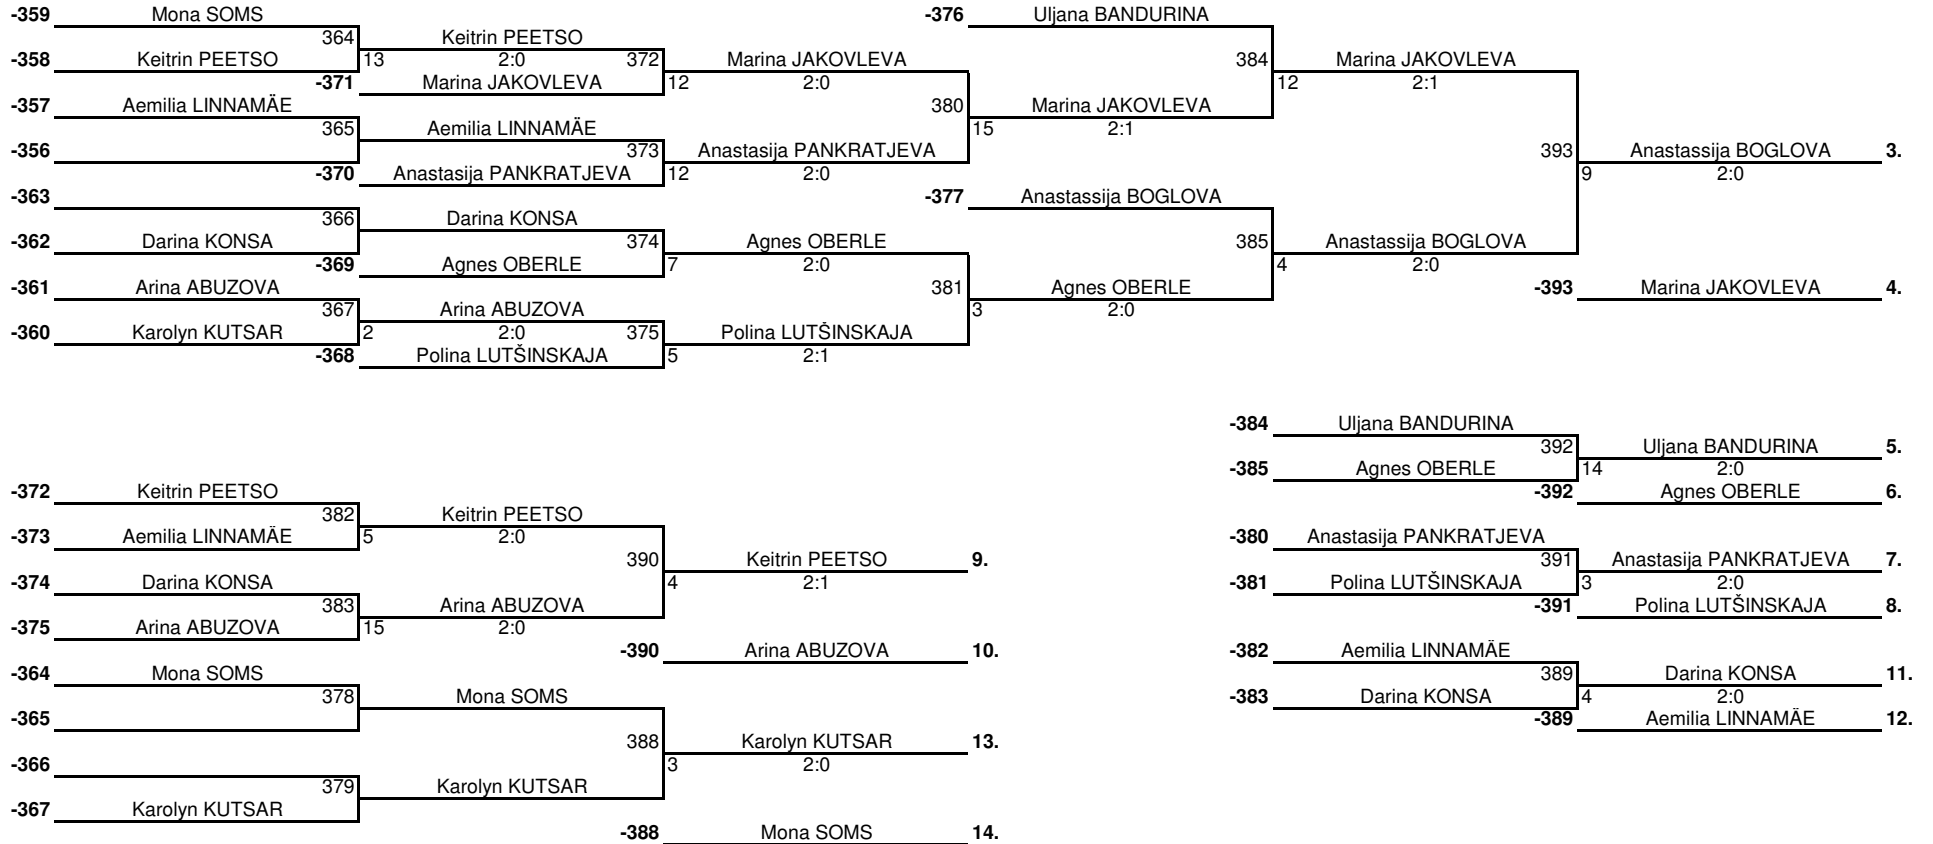 -359 Mona SOMS -376 Uljana BANDURINA
364 Keitrin PEETSO
-358 Keitrin PEETSO 13 2:0 372 Marina JAKOVLEVA 384 Marina JAKOVLEVA
-371 Marina JAKOVLEVA 12 2:0 12 2:1
-357 Aemilia LINNAMÄE 380 Marina JAKOVLEVA
365 Aemilia LINNAMÄE 15 2:1
-356 373 Anastasija PANKRATJEVA 393 Anastassija BOGLOVA 3.
-370 Anastasija PANKRATJEVA 12 2:0 9 2:0
-363 -377 Anastassija BOGLOVA
366 Darina KONSA
-362 Darina KONSA 374 Agnes OBERLE 385 Anastassija BOGLOVA
-369 Agnes OBERLE 7 2:0 4 2:0
-361 Arina ABUZOVA 381 Agnes OBERLE -393 Marina JAKOVLEVA 4.
367 Arina ABUZOVA 3 2:0
-360 Karolyn KUTSAR 2 2:0 375 Polina LUTŠINSKAJA
-368 Polina LUTŠINSKAJA 5 2:1
-384 Uljana BANDURINA
392 Uljana BANDURINA 5.
-385 Agnes OBERLE 14 2:0
-372 Keitrin PEETSO -392 Agnes OBERLE 6.
382 Keitrin PEETSO
-373 Aemilia LINNAMÄE 5 2:0 -380 Anastasija PANKRATJEVA
390 Keitrin PEETSO 9. 391 Anastasija PANKRATJEVA 7.
-374 Darina KONSA 4 2:1 -381 Polina LUTŠINSKAJA 3 2:0
383 Arina ABUZOVA -391 Polina LUTŠINSKAJA 8.
-375 Arina ABUZOVA 15 2:0
-390 Arina ABUZOVA 10. -382 Aemilia LINNAMÄE
-364 Mona SOMS 389 Darina KONSA 11.
378 Mona SOMS -383 Darina KONSA 4 2:0
-365 -389 Aemilia LINNAMÄE 12.
388 Karolyn KUTSAR 13.
-366 3 2:0
379 Karolyn KUTSAR
-367 Karolyn KUTSAR
-388 Mona SOMS 14.